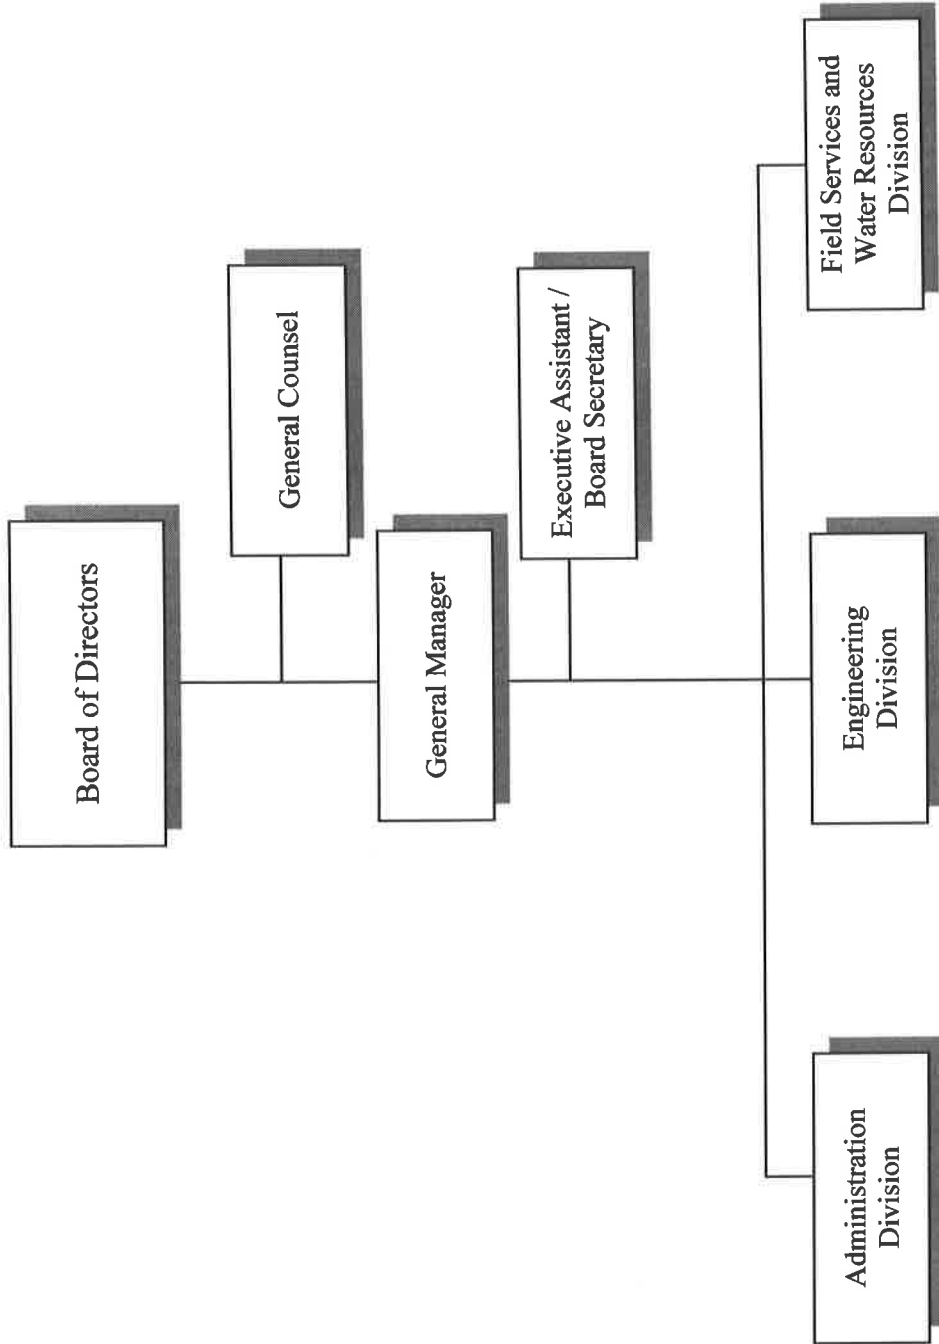 Board of Directors
General Counsel
General Manager
Executive Assistant /
Board Secretary
Administration
Division
Engineering
Division
Field Services and
Water Resources
Division